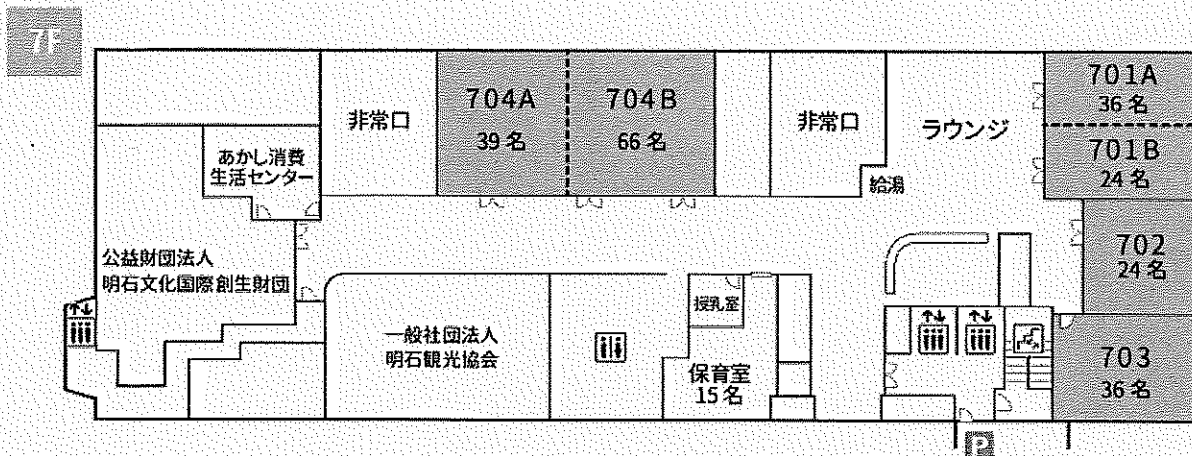 7F
非常口
704A
39名
704B
66名
非常口
ラウンジ
701A
36名
701B
24名
あかし消費
生活センター
給湯
702
24名
公益財団法人
明石文化国際創生財団
授乳室
一般社団法人
明石観光協会
保育室
15名
703
36名
P